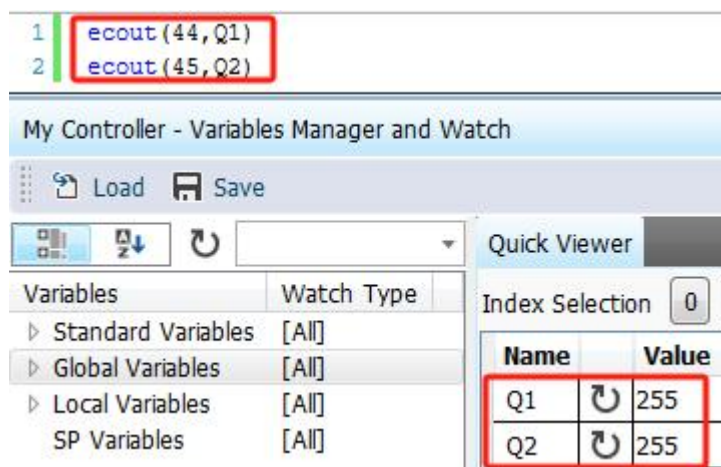 1 ecout(44,Q1)
2 ecout(45,Q2)
My Controller - Variables Manager and Watch
Load Save
Quick Viewer
Variables Watch Type
Index Selection 0
Standard Variables [All]
Name Value
Global Variables [All]
Q1 255
Local Variables [All]
SP Variables [All]
Q2 255